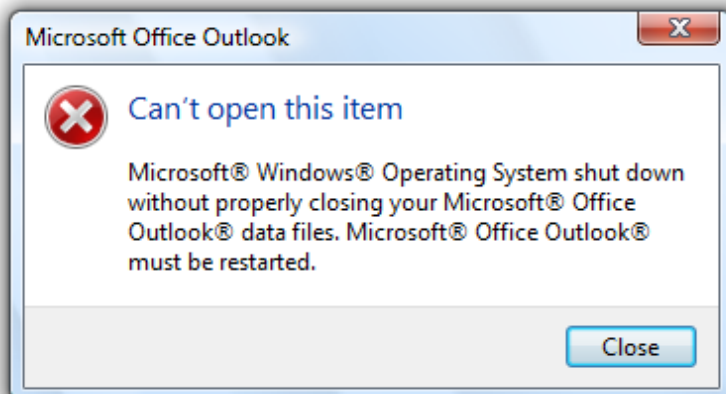 Microsoft Office Outlook
Can't open this item
Microsoft® Windows® Operating System shut down
without properly closing your Microsoft® Office
Outlook® data files. Microsoft® Office Outlook®
must be restarted.
Close